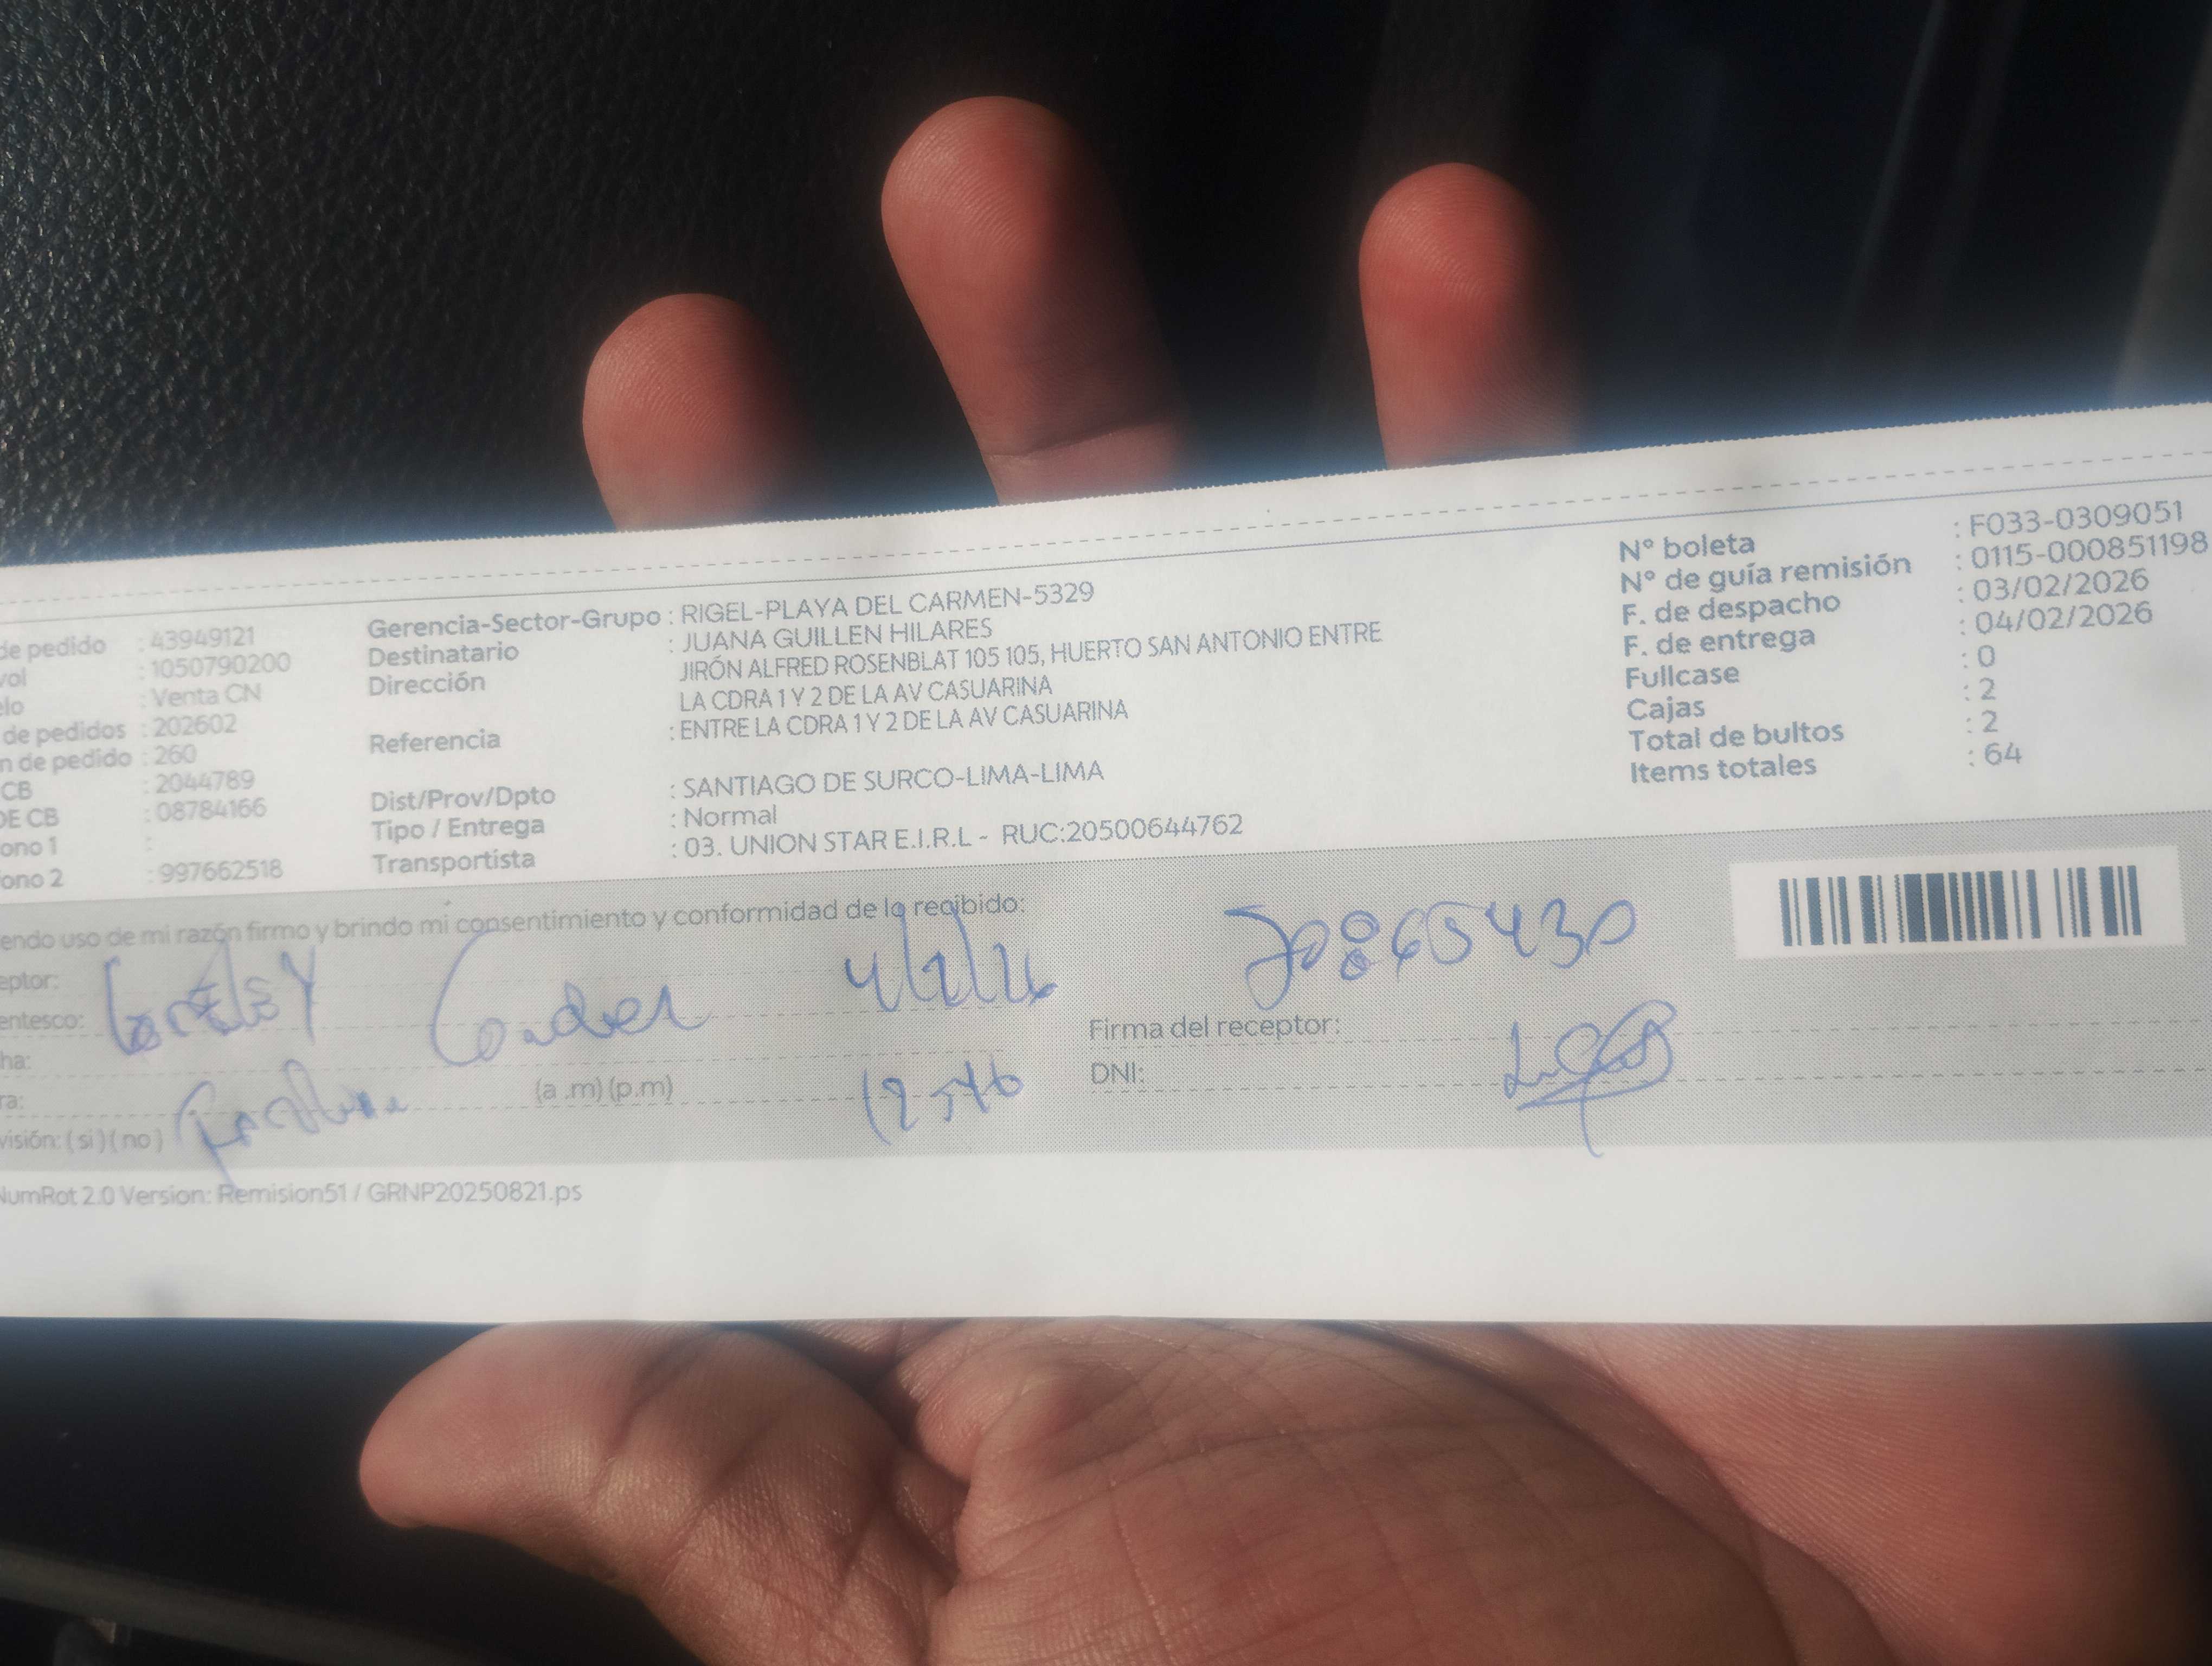 Gerencia-Sector-Grupo : RIGEL-PLAYA DEL CARMEN-5329
Destinatario : JUANA GUILLEN HILARES
Dirección JIRÓN ALFRED ROSENBLAT 105 105, HUERTO SAN ANTONIO ENTRE
LA CDRA 1 Y 2 DE LA AV CASUARINA
Referencia : ENTRE LA CDRA 1 Y 2 DE LA AV CASUARINA
Dist/Prov/Dpto : SANTIAGO DE SURCO-LIMA-LIMA
Tipo / Entrega : Normal
Transportista : 03. UNION STAR E.I.R.L - RUC:20500644762
de pedido : 43949121
: 1050790200
: Venta CN
de pedidos : 202602
n de pedido : 260
CB : 2044789
DE CB : 08784166
ono 1 :
ono 2 : 997662518
Nº boleta : F033-0309051
Nº de guía remisión : 0115-000851198
F. de despacho : 03/02/2026
F. de entrega : 04/02/2026
Fullcase : 0
Cajas : 2
Total de bultos : 2
Items totales : 64
endo uso de mi razón firmo y brindo mi consentimiento y conformidad de lo recibido:
eptor:
entesco:
ha:
ra: (a .m) (p.m)
visión: ( si ) ( no )
4/2/26
Firma del receptor:
DNI:
NumRot 2.0 Version: Remision51 / GRNP20250821.ps